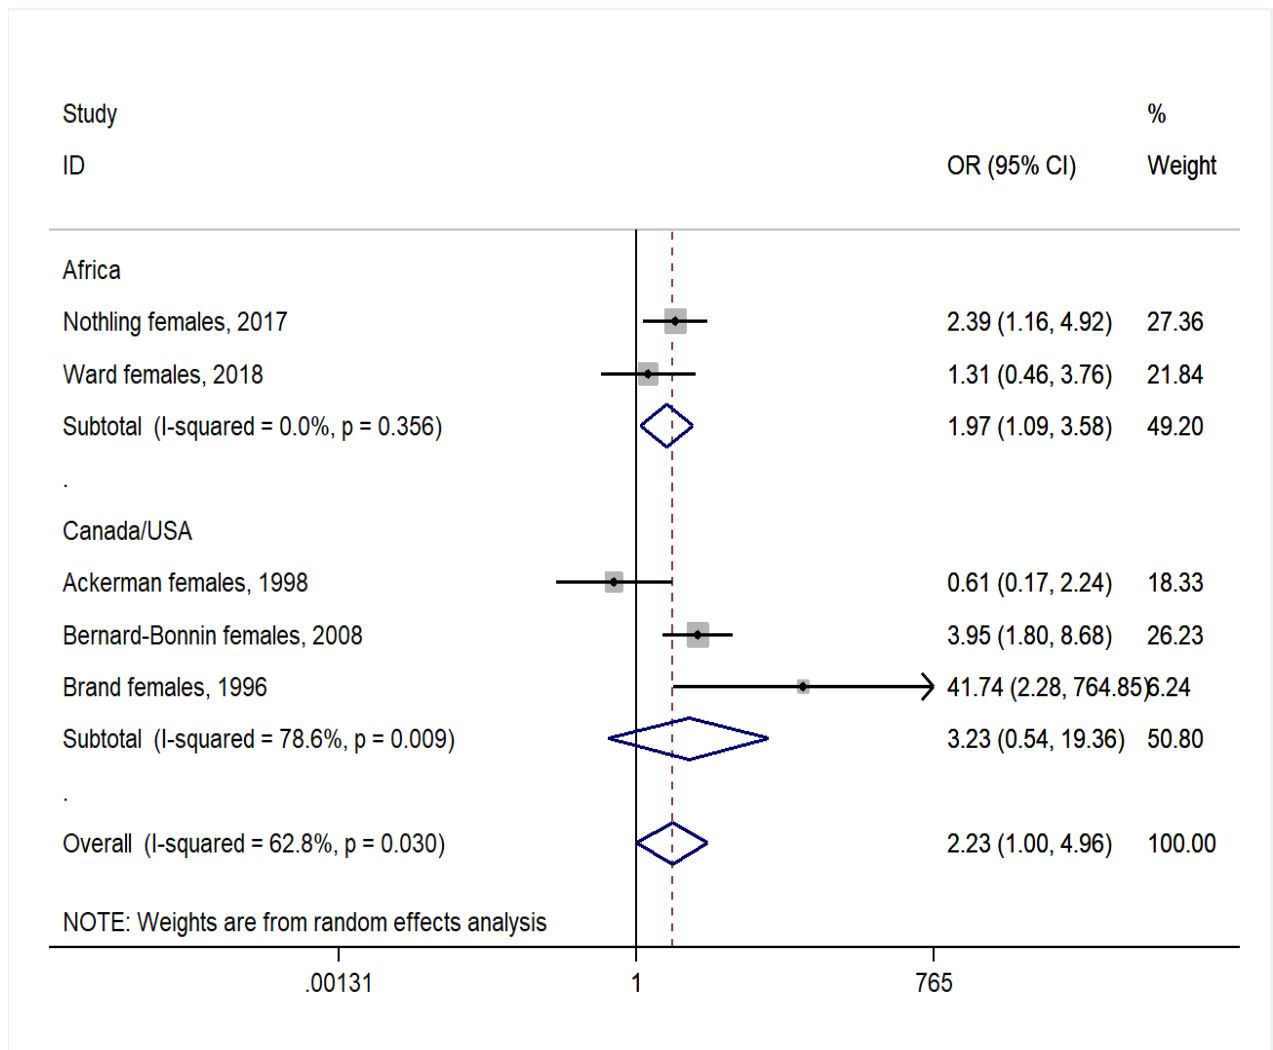 Study %
ID OR (95% CI) Weight
Africa
Nothling females, 2017 2.39 (1.16, 4.92) 27.36
Ward females, 2018 1.31 (0.46, 3.76) 21.84
Subtotal (I-squared = 0.0%, p = 0.356) 1.97 (1.09, 3.58) 49.20
.
Canada/USA
Ackerman females, 1998 0.61 (0.17, 2.24) 18.33
Bernard-Bonnin females, 2008 3.95 (1.80, 8.68) 26.23
Brand females, 1996 41.74 (2.28, 764.85) 6.24
Subtotal (I-squared = 78.6%, p = 0.009) 3.23 (0.54, 19.36) 50.80
.
Overall (I-squared = 62.8%, p = 0.030) 2.23 (1.00, 4.96) 100.00
NOTE: Weights are from random effects analysis
.00131 1 765